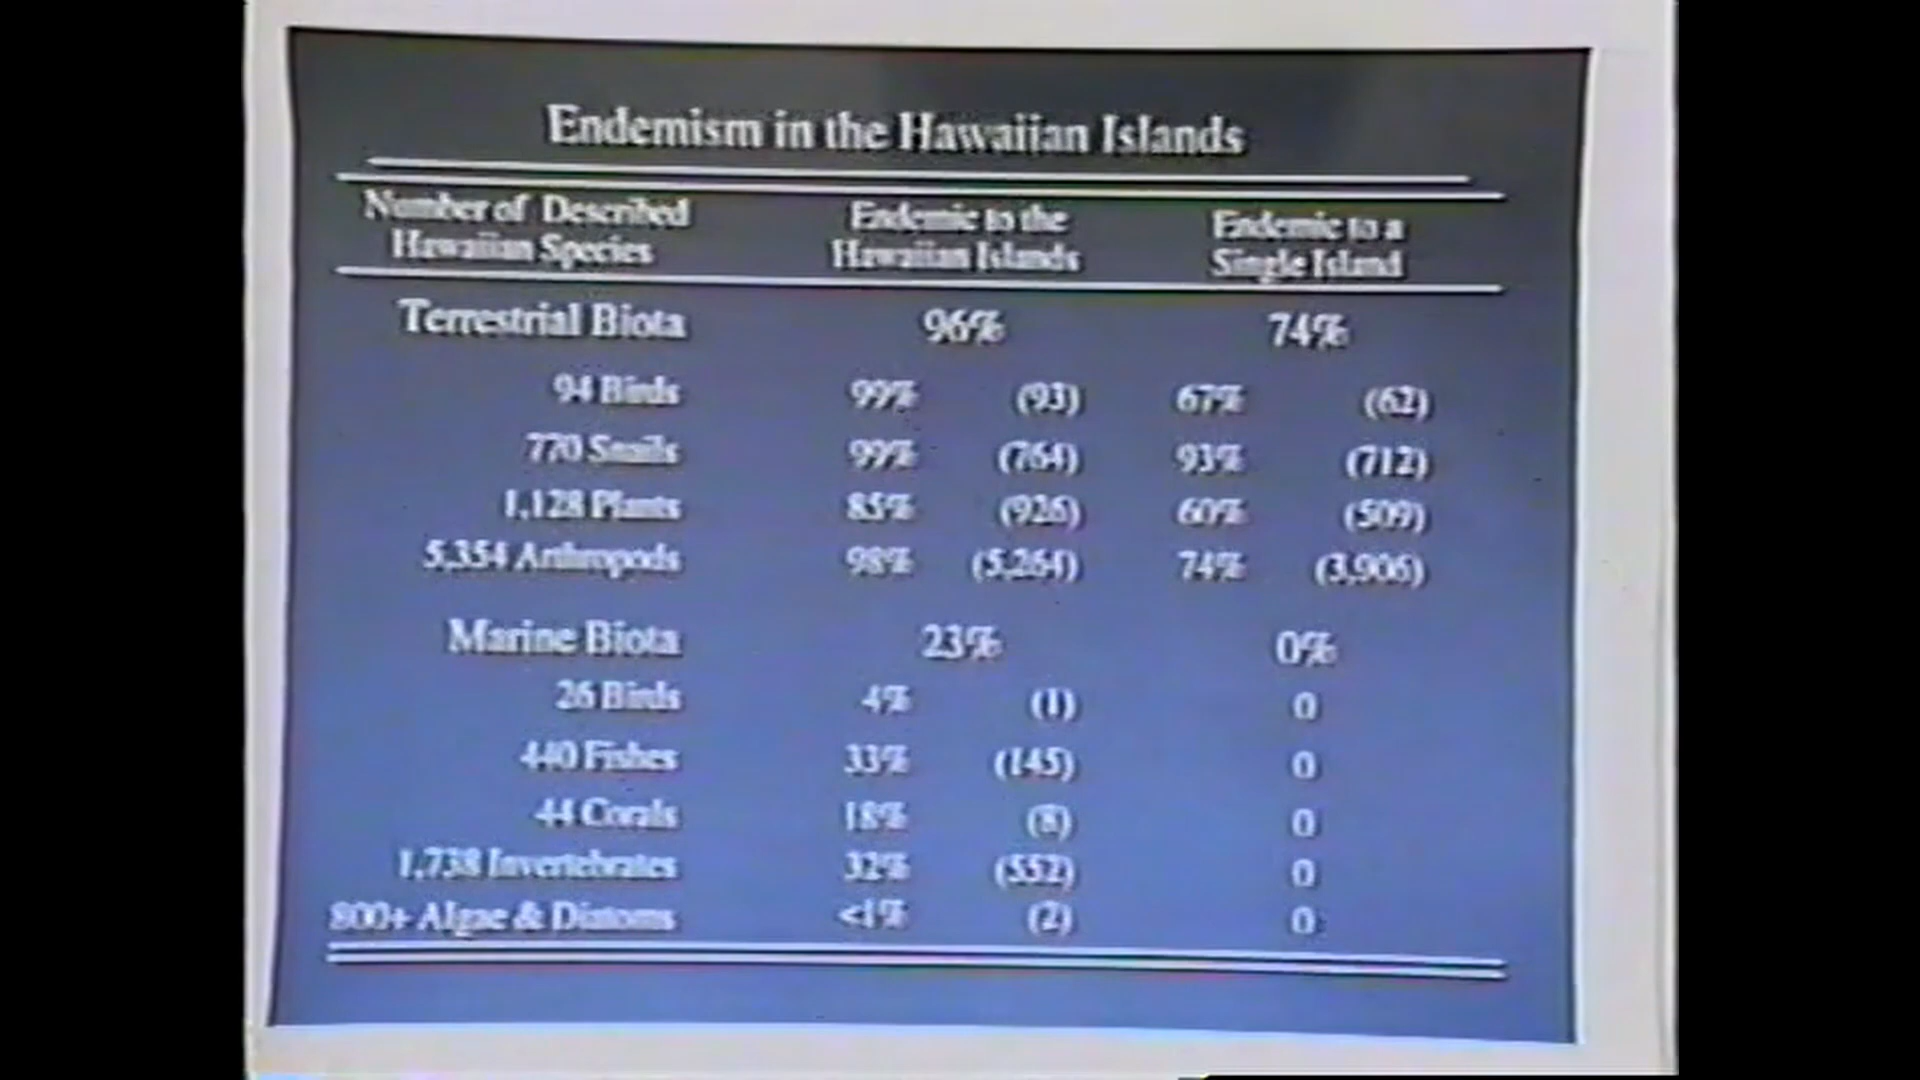 Endemism in the Hawaiian Islands
Number of Described Hawaiian Species
Endemic to the Hawaiian Islands
Endemic to a Single Island
Terrestrial Biota 96% 74%
94 Birds 99% (93) 67% (62)
770 Snails 99% (764) 93% (712)
1,128 Plants 85% (926) 60% (509)
5,354 Arthropods 98% (5,264) 74% (3,906)
Marine Biota 23% 0%
26 Birds 4% (1) 0
440 Fishes 33% (145) 0
44 Corals 18% (8) 0
1,738 Invertebrates 32% (552) 0
800+ Algae & Diatoms <1% (2) 0